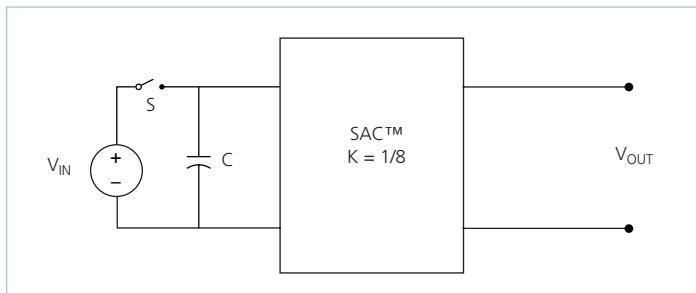 S
V_IN
+
−
C
SAC™
K = 1/8
V_OUT